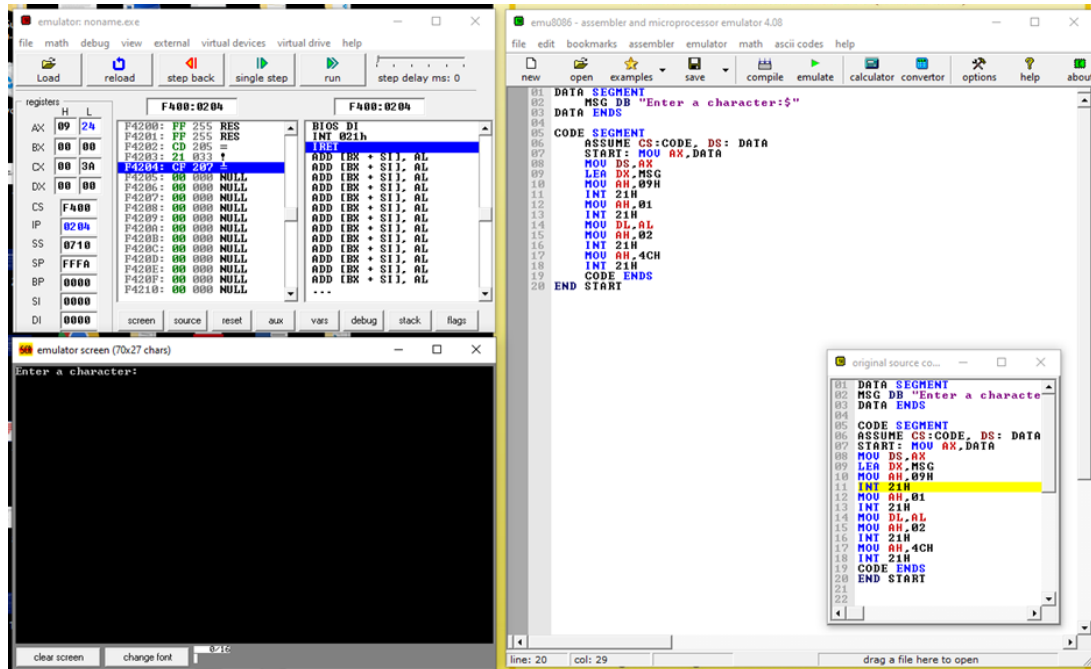 emulator: noname.exe
file math debug view external virtual devices virtual drive help
Load reload step back single step run step delay ms: 0
registers
H L
F400:0204 F400:0204
AX 09 24
BX 00 00
CX 00 3A
DX 00 00
CS F400
IP 0204
SS 0710
SP FFFA
BP 0000
SI 0000
DI 0000
F4200: FF 255 RES
F4201: FF 255 RES
F4202: CD 205 =
F4203: 21 033 !
F4204: CF 207 ╧
F4205: 00 000 NULL
F4206: 00 000 NULL
F4207: 00 000 NULL
F4208: 00 000 NULL
F4209: 00 000 NULL
F420A: 00 000 NULL
F420B: 00 000 NULL
F420C: 00 000 NULL
F420D: 00 000 NULL
F420E: 00 000 NULL
F420F: 00 000 NULL
F4210: 00 000 NULL
BIOS DI
INT 021h
IRET
ADD [BX + SI], AL
ADD [BX + SI], AL
ADD [BX + SI], AL
ADD [BX + SI], AL
ADD [BX + SI], AL
ADD [BX + SI], AL
ADD [BX + SI], AL
ADD [BX + SI], AL
ADD [BX + SI], AL
ADD [BX + SI], AL
ADD [BX + SI], AL
...
screen source reset aux vars debug stack flags
emulator screen (70x27 chars)
Enter a character:
clear screen change font 0/16
emu8086 - assembler and microprocessor emulator 4.08
file edit bookmarks assembler emulator math ascii codes help
new open examples save compile emulate calculator convertor options help abou
01 DATA SEGMENT
02 MSG DB "Enter a character:$"
03 DATA ENDS
04
05 CODE SEGMENT
06 ASSUME CS:CODE, DS: DATA
07 START: MOV AX,DATA
08 MOV DS,AX
09 LEA DX,MSG
10 MOV AH,09H
11 INT 21H
12 MOV AH,01
13 INT 21H
14 MOV DL,AL
15 MOV AH,02
16 INT 21H
17 MOV AH,4CH
18 INT 21H
19 CODE ENDS
20 END START
original source co...
01 DATA SEGMENT
02 MSG DB "Enter a characte
03 DATA ENDS
04
05 CODE SEGMENT
06 ASSUME CS:CODE, DS: DATA
07 START: MOV AX,DATA
08 MOV DS,AX
09 LEA DX,MSG
10 MOV AH,09H
11 INT 21H
12 MOV AH,01
13 INT 21H
14 MOV DL,AL
15 MOV AH,02
16 INT 21H
17 MOV AH,4CH
18 INT 21H
19 CODE ENDS
20 END START
21
22
line: 20 col: 29 drag a file here to open